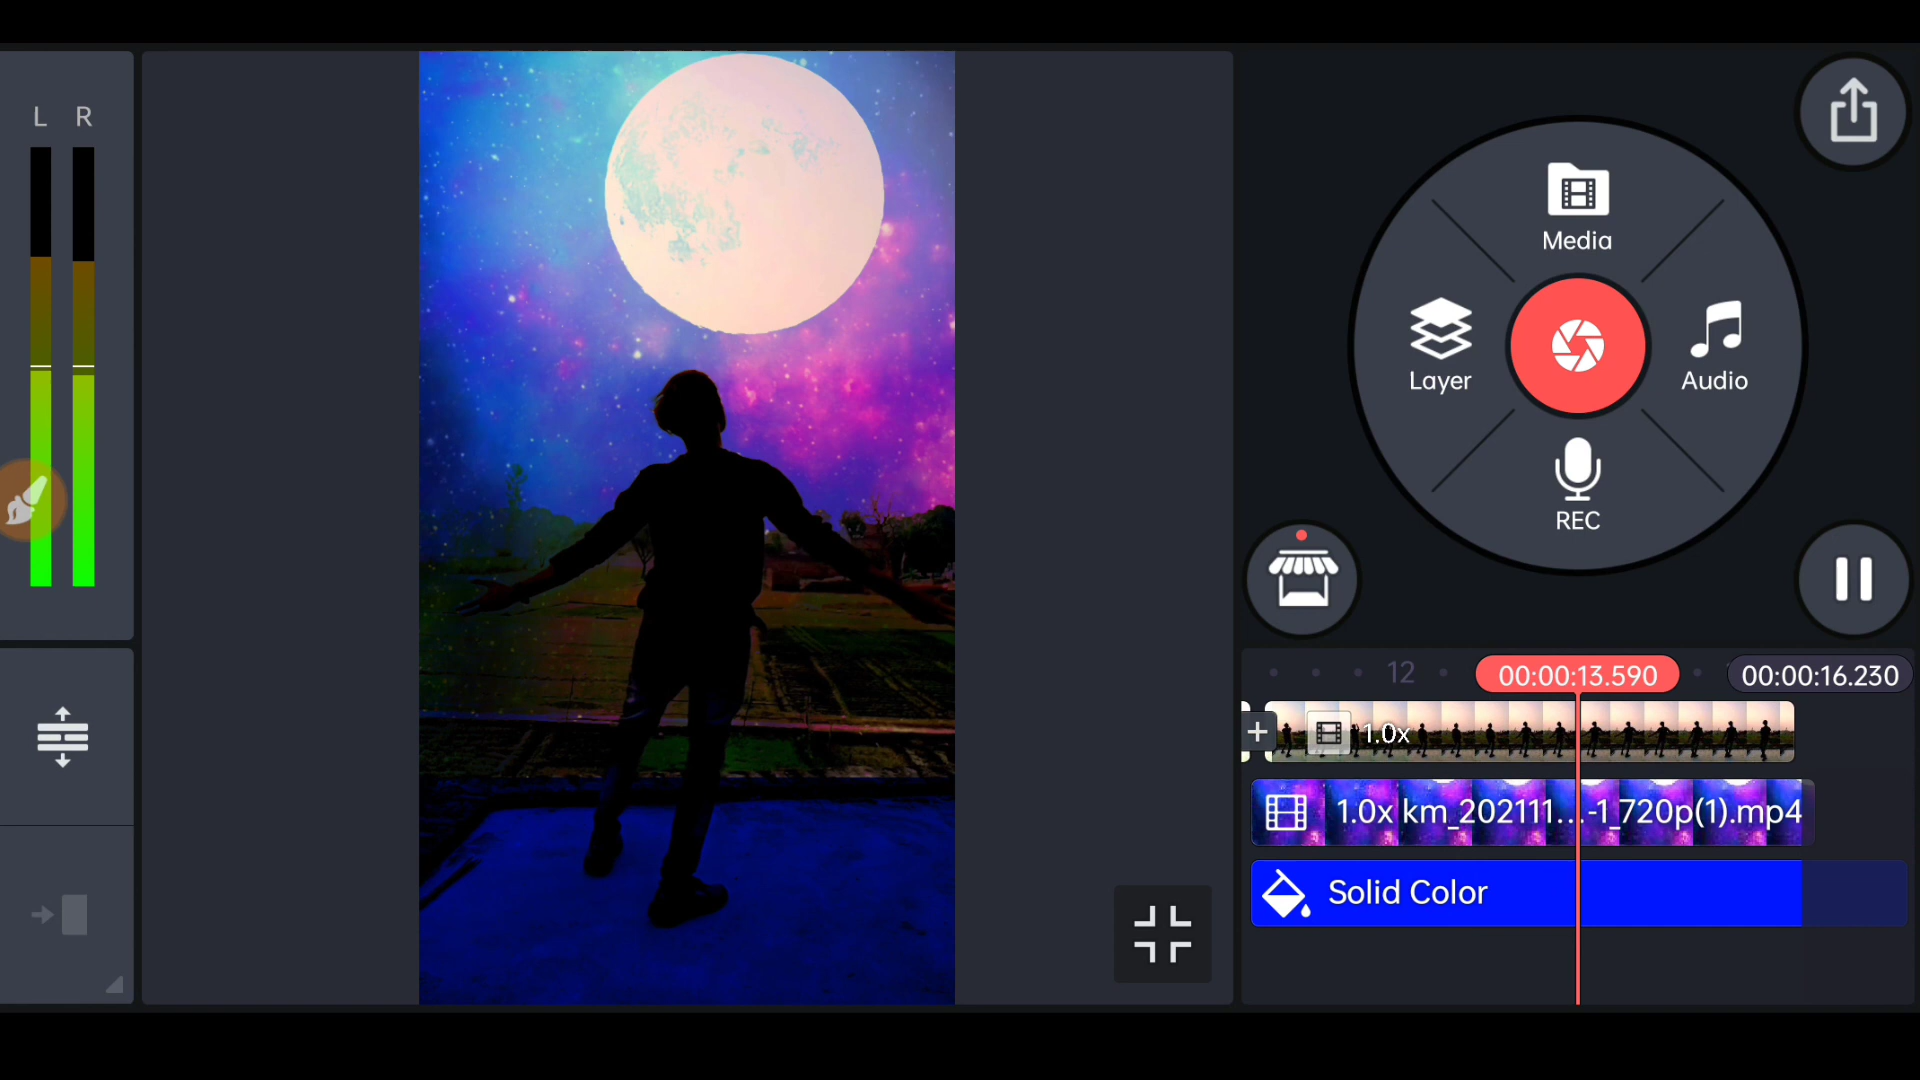 L R
Media
Layer
Audio
REC
12
00:00:13.590
00:00:16.230
1.0x
1.0x km_202111...-1_720p(1).mp4
Solid Color